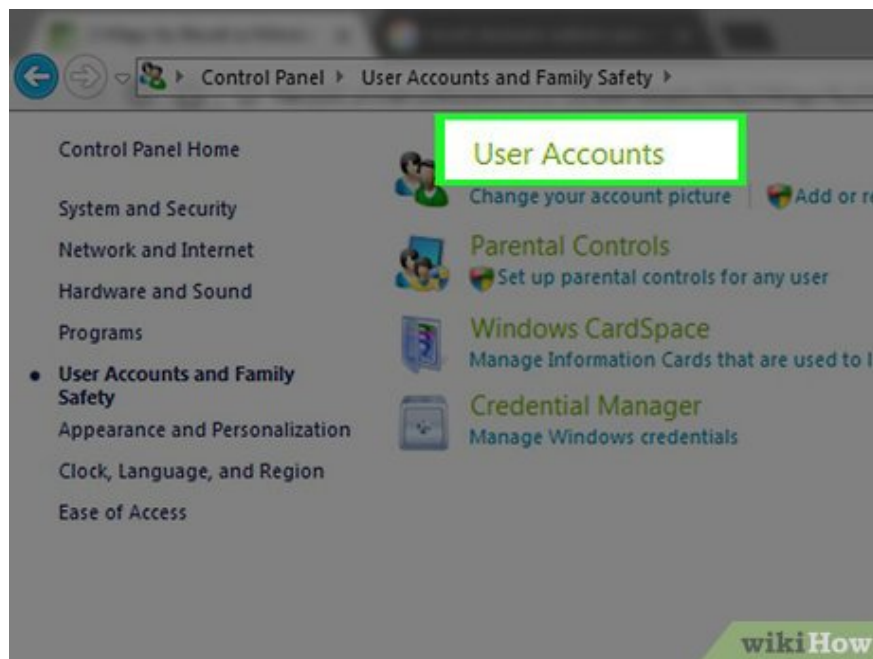 Control Panel User Accounts and Family Safety
Control Panel Home
System and Security
Network and Internet
Hardware and Sound
Programs
User Accounts and Family
Safety
Appearance and Personalization
Clock, Language, and Region
Ease of Access
User Accounts
Change your account picture Add or re
Parental Controls
Set up parental controls for any user
Windows CardSpace
Manage Information Cards that are used to l
Credential Manager
Manage Windows credentials
wikiHow